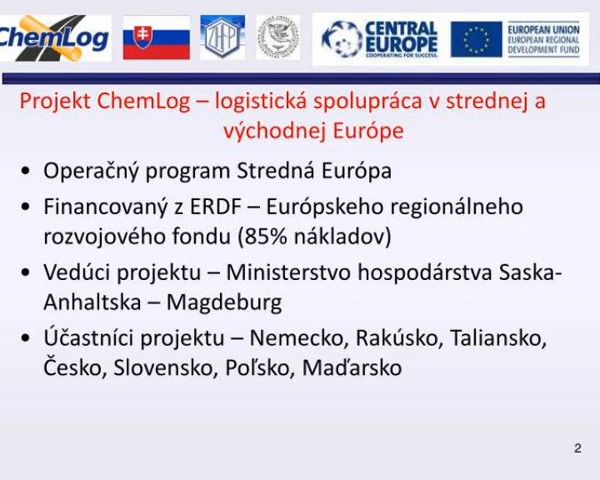 ChemLog
ZCHFP
CENTRAL
EUROPE
COOPERATING FOR SUCCESS.
EUROPEAN UNION
EUROPEAN REGIONAL
DEVELOPMENT FUND
Projekt ChemLog – logistická spolupráca v strednej a
východnej Európe
• Operačný program Stredná Európa
• Financovaný z ERDF – Európskeho regionálneho
rozvojového fondu (85% nákladov)
• Vedúci projektu – Ministerstvo hospodárstva Saska-
Anhaltska – Magdeburg
• Účastníci projektu – Nemecko, Rakúsko, Taliansko,
Česko, Slovensko, Poľsko, Maďarsko
2